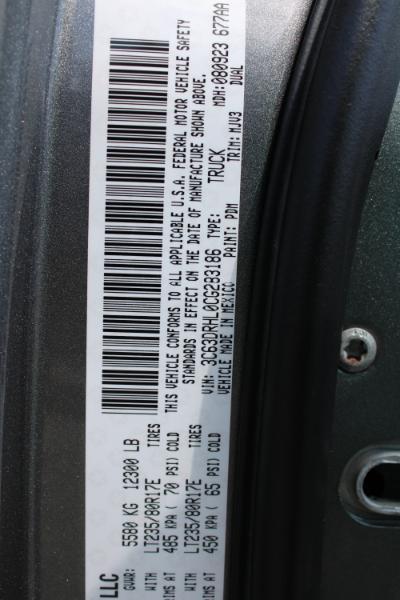 LLC
GVWR: 5580 KG 12300 LB
WITH LT235/80R17E TIRES
RIMS AT 485 KPA ( 70 PSI) COLD
WITH LT235/80R17E TIRES
RIMS AT 450 KPA ( 65 PSI) COLD
THIS VEHICLE CONFORMS TO ALL APPLICABLE U.S.A. FEDERAL MOTOR VEHICLE SAFETY
STANDARDS IN EFFECT ON THE DATE OF MANUFACTURE SHOWN ABOVE.
VIN: 3C63DRHL0CG283186 TYPE: TRUCK MDH: 080923 677AA
VEHICLE MADE IN MEXICO PAINT: PDM TRIM: MJV3 DUAL